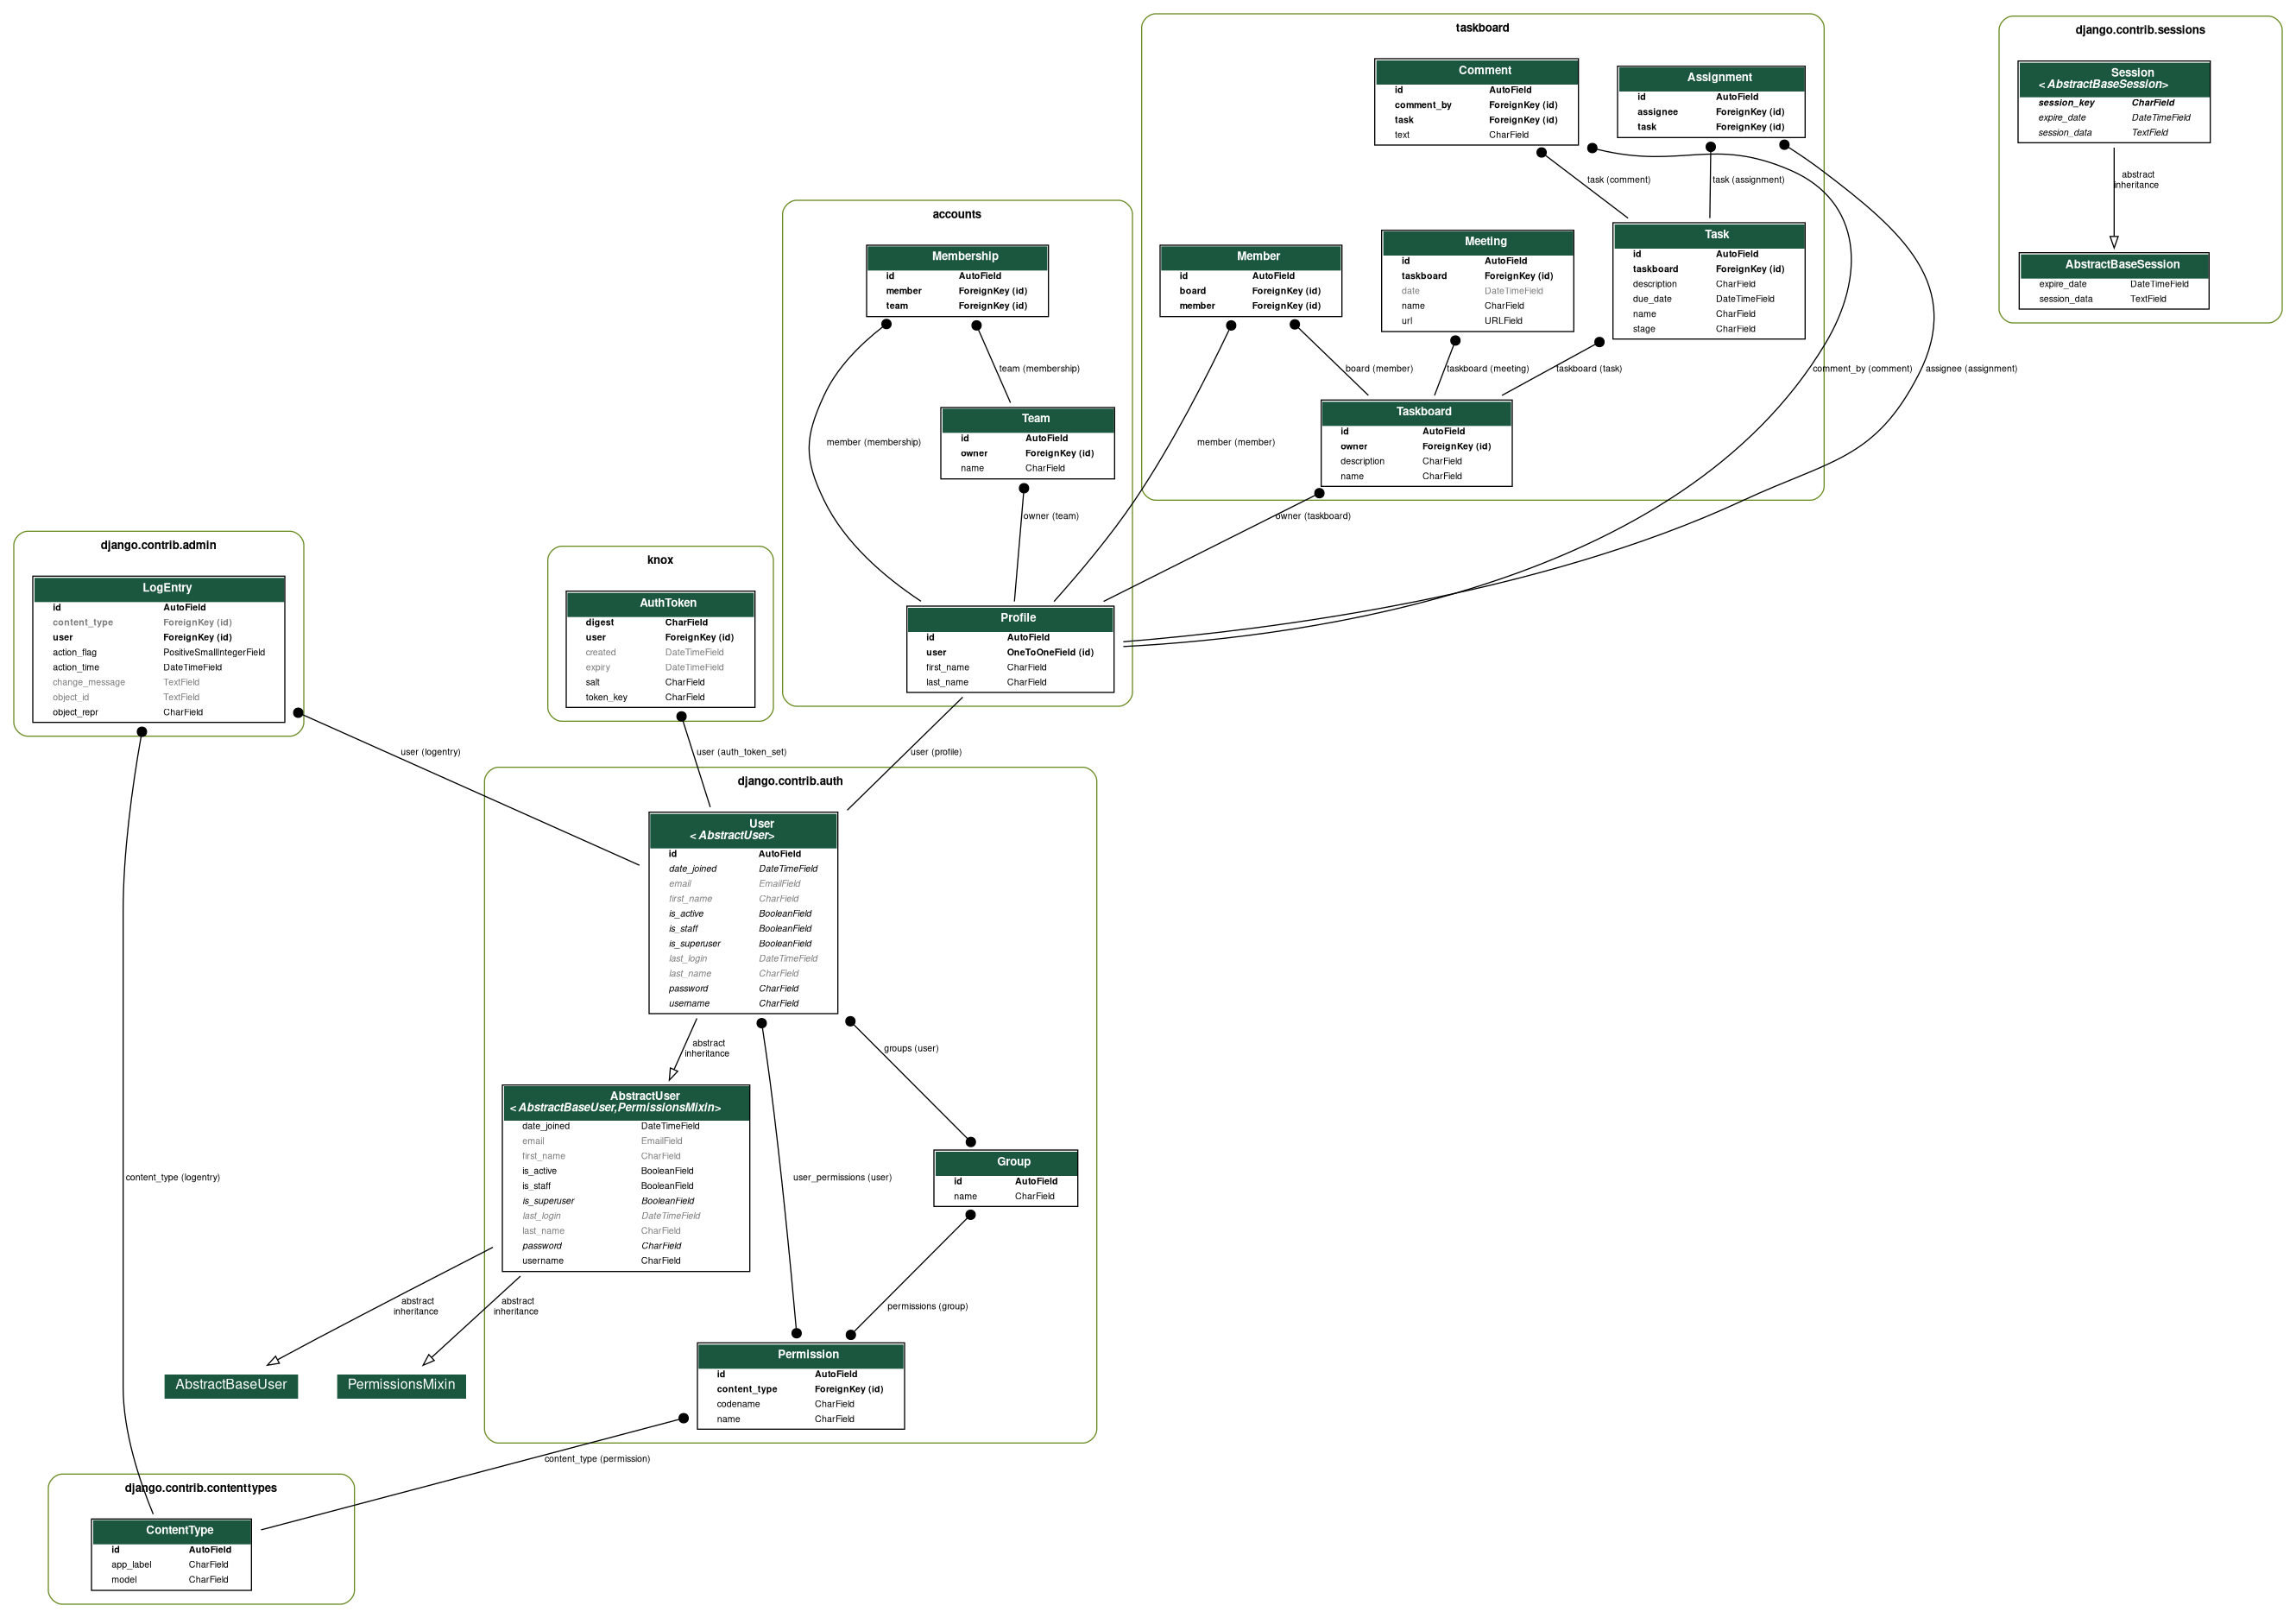 taskboard
Comment
id AutoField
comment_by ForeignKey (id)
task ForeignKey (id)
text CharField
Assignment
id AutoField
assignee ForeignKey (id)
task ForeignKey (id)
task (comment)
task (assignment)
Member
id AutoField
board ForeignKey (id)
member ForeignKey (id)
Meeting
id AutoField
taskboard ForeignKey (id)
date DateTimeField
name CharField
url URLField
Task
id AutoField
taskboard ForeignKey (id)
description CharField
due_date DateTimeField
name CharField
stage CharField
board (member)
taskboard (meeting)
taskboard (task)
comment_by (comment)
assignee (assignment)
Taskboard
id AutoField
owner ForeignKey (id)
description CharField
name CharField
member (member)
owner (taskboard)
django.contrib.sessions
Session
<AbstractBaseSession>
session_key CharField
expire_date DateTimeField
session_data TextField
abstract
inheritance
AbstractBaseSession
expire_date DateTimeField
session_data TextField
accounts
Membership
id AutoField
member ForeignKey (id)
team ForeignKey (id)
team (membership)
member (membership)
Team
id AutoField
owner ForeignKey (id)
name CharField
owner (team)
Profile
id AutoField
user OneToOneField (id)
first_name CharField
last_name CharField
django.contrib.admin
LogEntry
id AutoField
content_type ForeignKey (id)
user ForeignKey (id)
action_flag PositiveSmallIntegerField
action_time DateTimeField
change_message TextField
object_id TextField
object_repr CharField
knox
AuthToken
digest CharField
user ForeignKey (id)
created DateTimeField
expiry DateTimeField
salt CharField
token_key CharField
user (logentry)
user (auth_token_set)
user (profile)
django.contrib.auth
User
<AbstractUser>
id AutoField
date_joined DateTimeField
email EmailField
first_name CharField
is_active BooleanField
is_staff BooleanField
is_superuser BooleanField
last_login DateTimeField
last_name CharField
password CharField
username CharField
abstract
inheritance
groups (user)
AbstractUser
<AbstractBaseUser,PermissionsMixin>
date_joined DateTimeField
email EmailField
first_name CharField
is_active BooleanField
is_staff BooleanField
is_superuser BooleanField
last_login DateTimeField
last_name CharField
password CharField
username CharField
user_permissions (user)
Group
id AutoField
name CharField
content_type (logentry)
abstract
inheritance
abstract
inheritance
permissions (group)
AbstractBaseUser
PermissionsMixin
Permission
id AutoField
content_type ForeignKey (id)
codename CharField
name CharField
content_type (permission)
django.contrib.contenttypes
ContentType
id AutoField
app_label CharField
model CharField